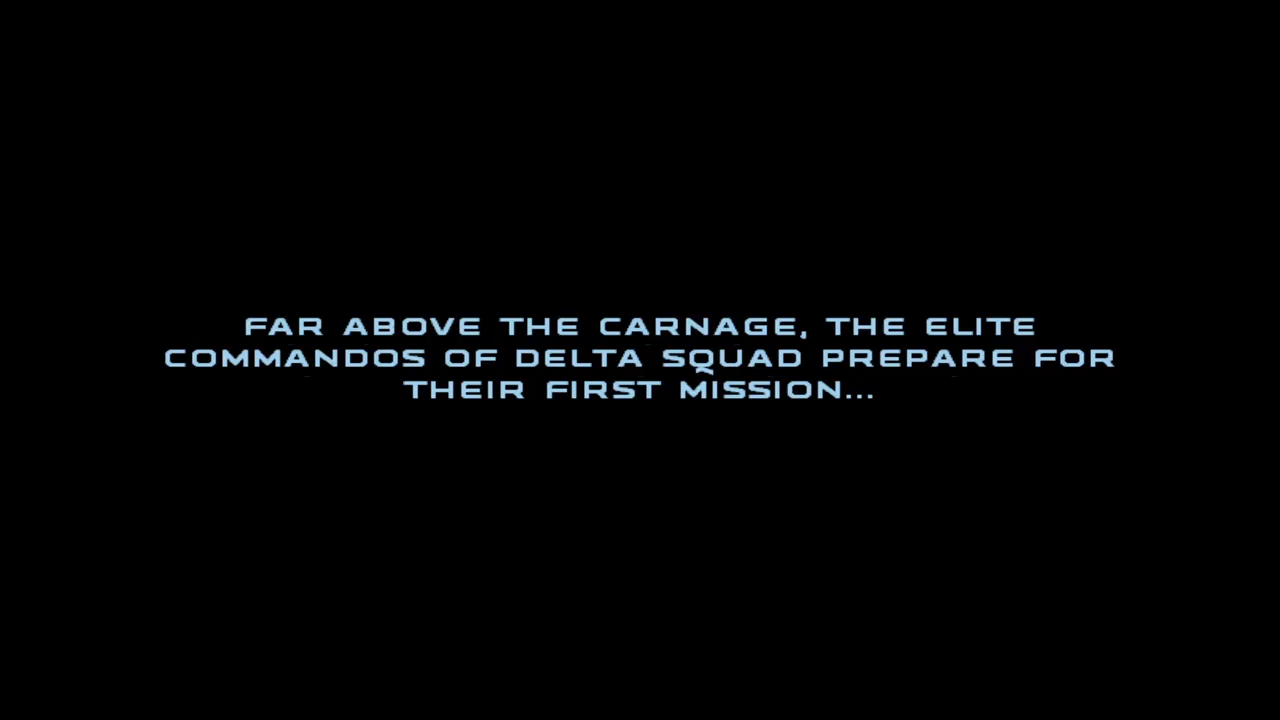 FAR ABOVE THE CARNAGE, THE ELITE
COMMANDOS OF DELTA SQUAD PREPARE FOR
THEIR FIRST MISSION...